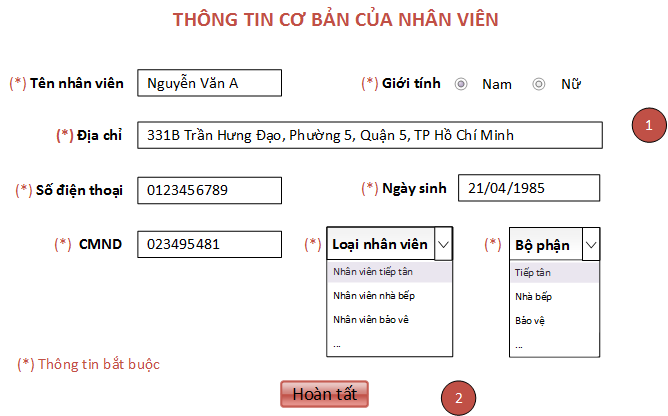 THÔNG TIN CƠ BẢN CỦA NHÂN VIÊN
(*) Tên nhân viên Nguyễn Văn A (*) Giới tính Nam Nữ
(*) Địa chỉ 331B Trần Hưng Đạo, Phường 5, Quận 5, TP Hồ Chí Minh 1
(*) Số điện thoại 0123456789 (*) Ngày sinh 21/04/1985
(*) CMND 023495481 (*) Loại nhân viên (*) Bộ phận
Nhân viên tiếp tân Tiếp tân
Nhân viên nhà bếp Nhà bếp
Nhân viên bảo vê Bảo vệ
... ...
(*) Thông tin bắt buộc
Hoàn tất 2